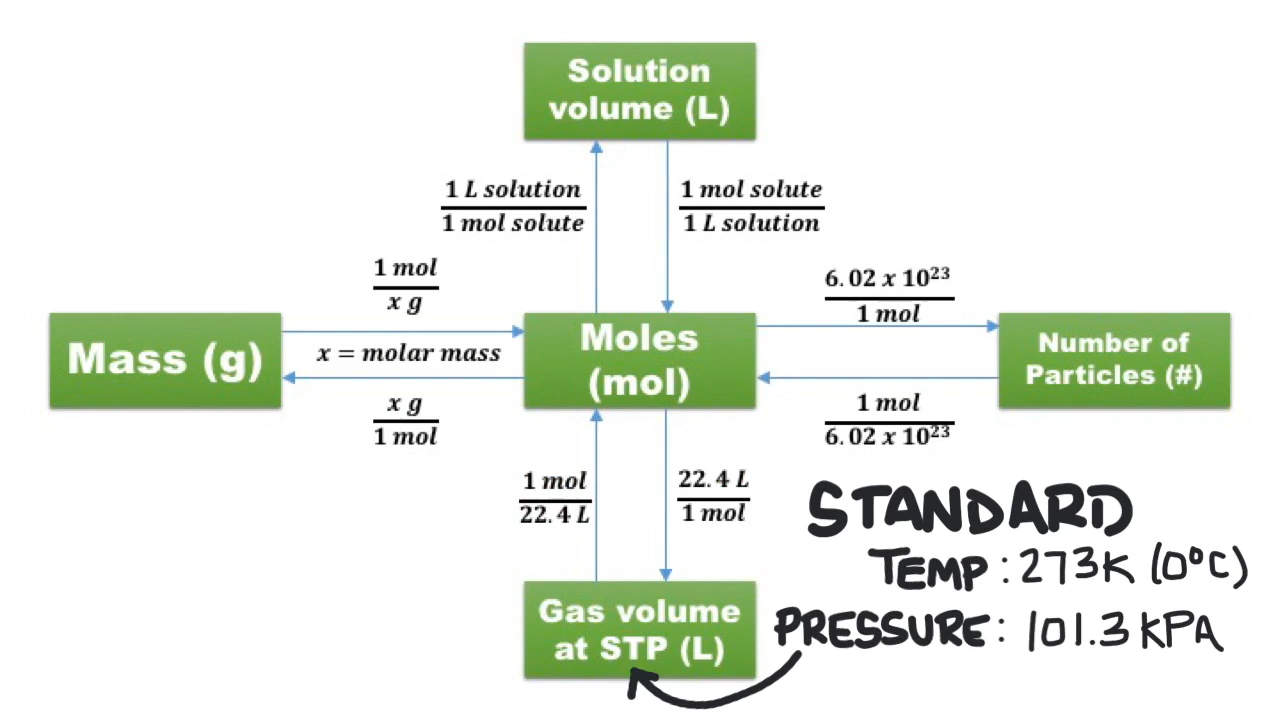 Solution
volume (L)
1 L solution
1 mol solute
1 mol solute
1 L solution
1 mol
x g
6.02 x 10²³
1 mol
Mass (g)
x = molar mass
Moles
(mol)
Number of
Particles (#)
x g
1 mol
1 mol
6.02 x 10²³
1 mol
22.4 L
22.4 L
1 mol
STANDARD
TEMP : 273K (0°C)
PRESSURE : 101.3 KPA
Gas volume
at STP (L)